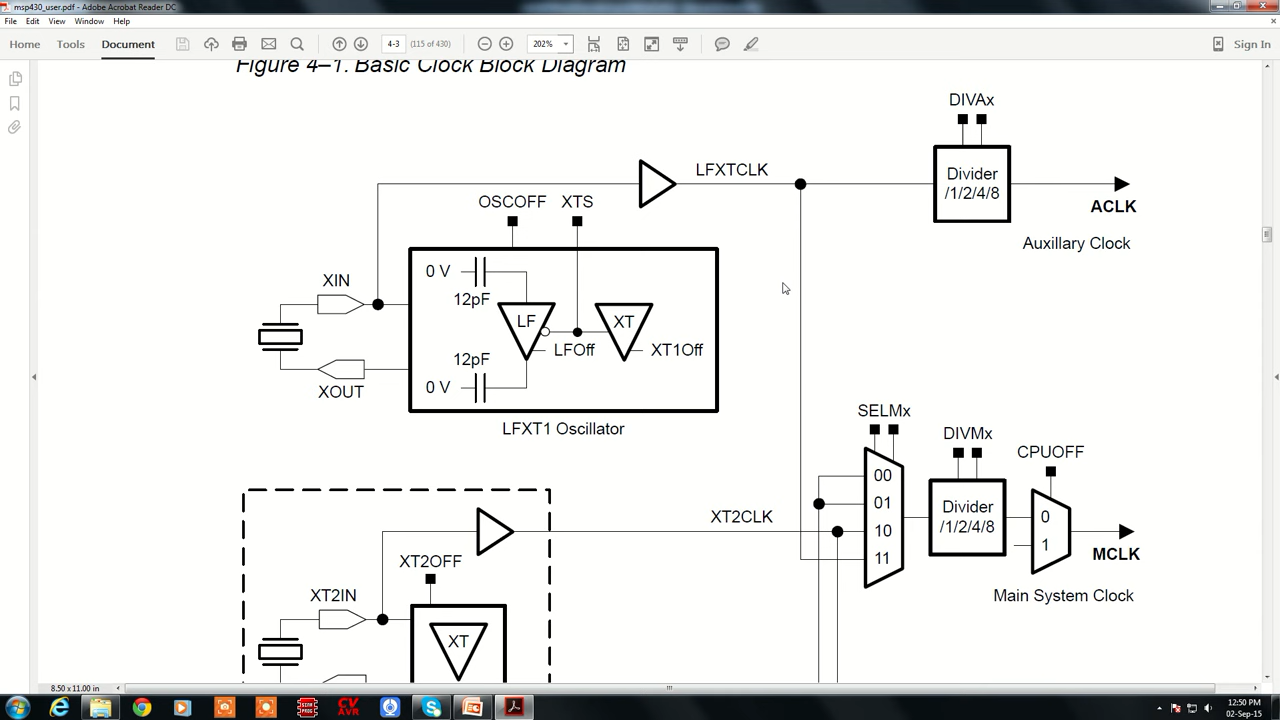 msp430_user.pdf - Adobe Acrobat Reader DC
File Edit View Window Help
Home Tools Document 4-3 (115 of 430) 202% Sign In
Figure 4–1. Basic Clock Block Diagram
DIVAx
LFXTCLK
Divider
/1/2/4/8
ACLK
Auxillary Clock
OSCOFF XTS
XIN
0 V
12pF
LF
XT
LFOff
XT1Off
12pF
0 V
XOUT
LFXT1 Oscillator
SELMx
DIVMx
CPUOFF
00
01
10
11
Divider
/1/2/4/8
0
1
MCLK
Main System Clock
XT2CLK
XT2OFF
XT2IN
XT
8.50 x 11.00 in
CV
AVR
12:50 PM
02-Sep-15